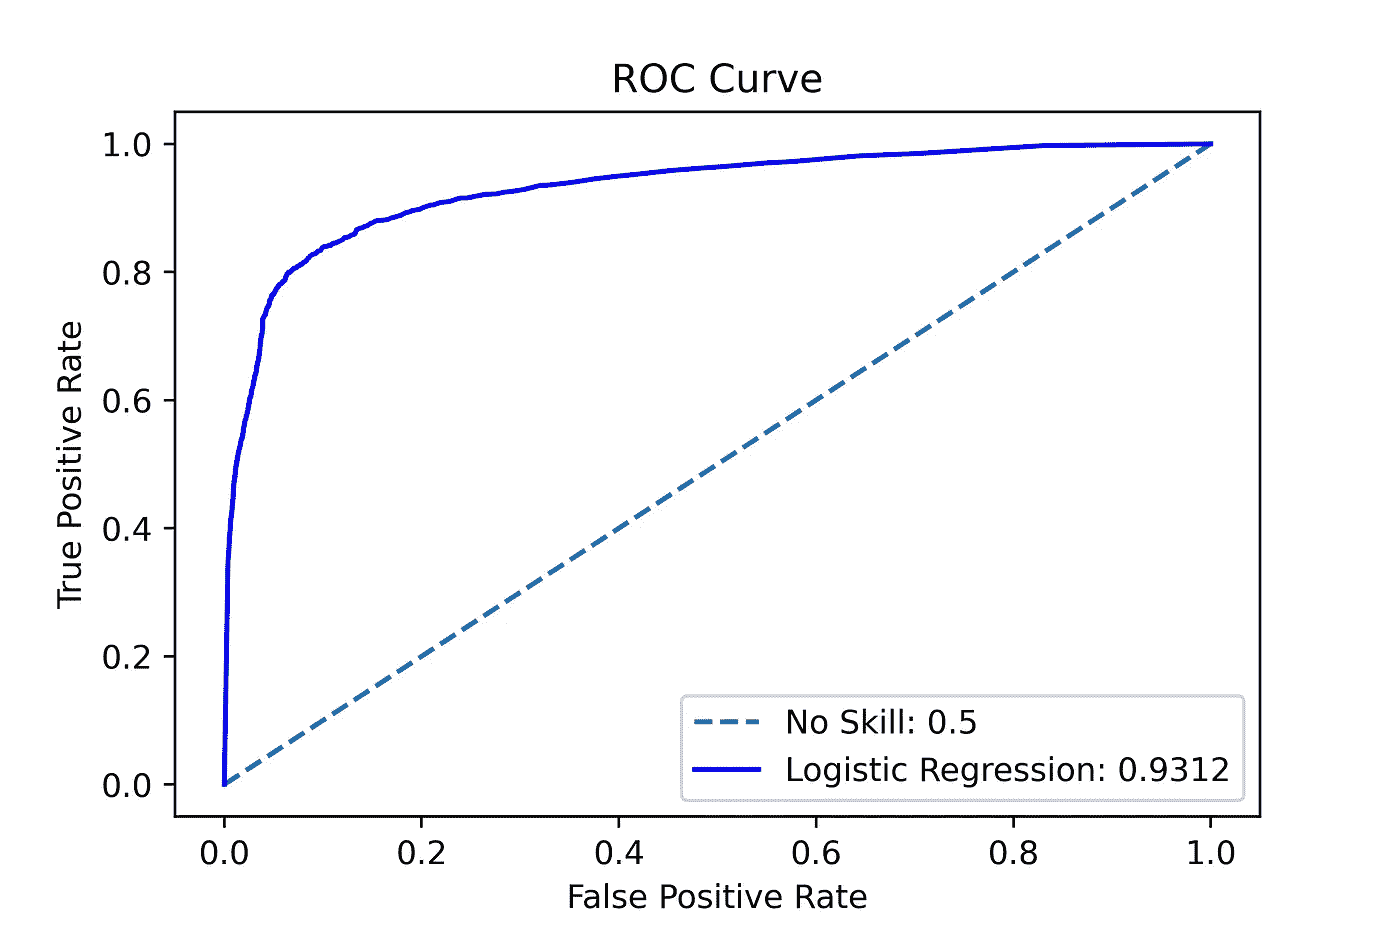 ROC Curve
1.0
0.8
0.6
0.4
0.2
0.0
True Positive Rate
No Skill: 0.5
Logistic Regression: 0.9312
0.0 0.2 0.4 0.6 0.8 1.0
False Positive Rate